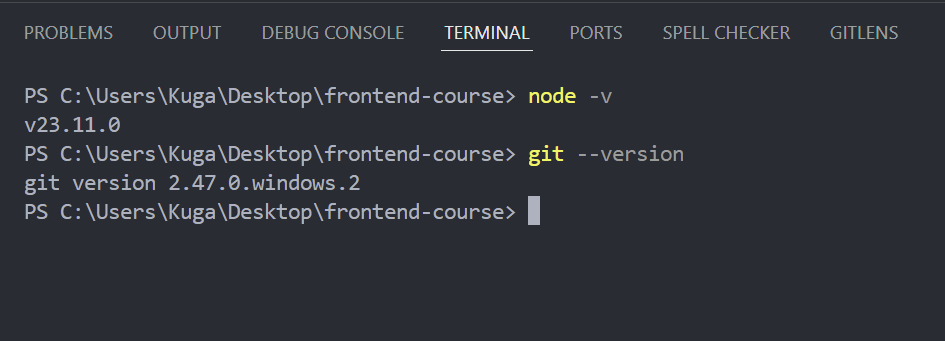 PROBLEMS OUTPUT DEBUG CONSOLE TERMINAL PORTS SPELL CHECKER GITLENS
PS C:\Users\Kuga\Desktop\frontend-course> node -v
v23.11.0
PS C:\Users\Kuga\Desktop\frontend-course> git --version
git version 2.47.0.windows.2
PS C:\Users\Kuga\Desktop\frontend-course>